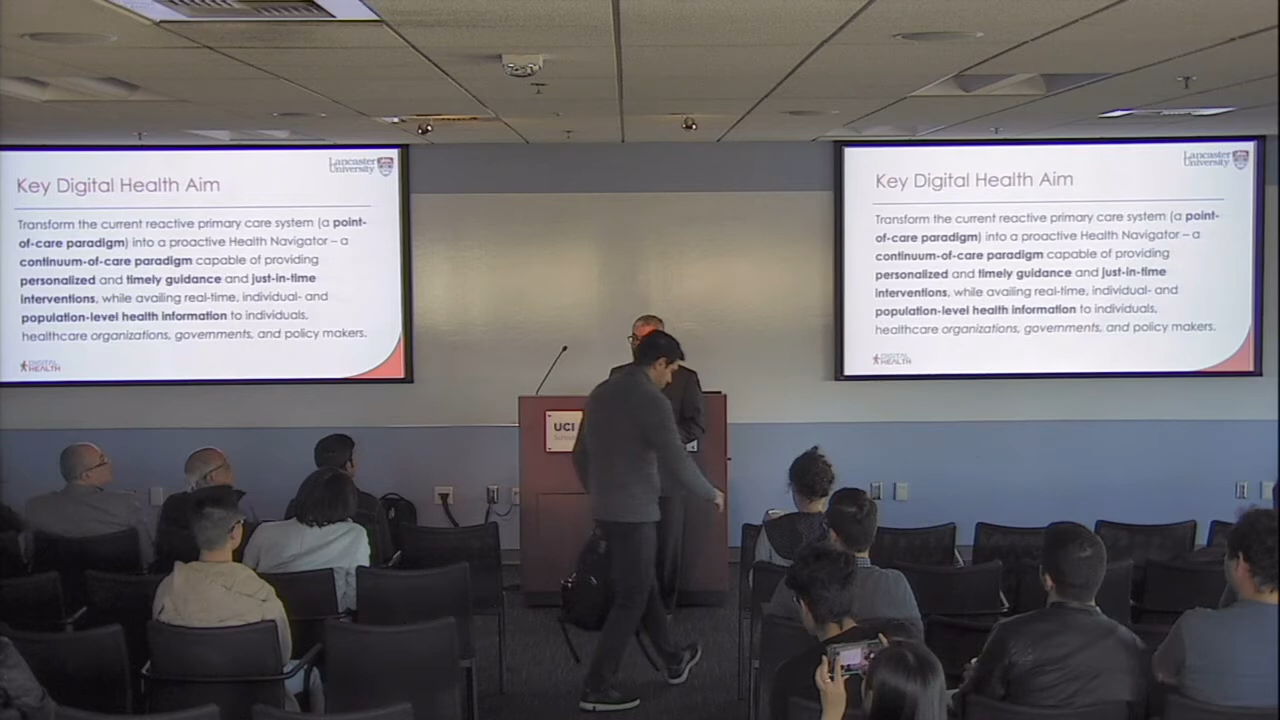 Lancaster
University
Key Digital Health Aim
Transform the current reactive primary care system (a point-
of-care paradigm) into a proactive Health Navigator – a
continuum-of-care paradigm capable of providing
personalized and timely guidance and just-in-time
interventions, while availing real-time, individual- and
population-level health information to individuals,
healthcare organizations, governments, and policy makers.
DIGITAL
HEALTH
Lancaster
University
Key Digital Health Aim
Transform the current reactive primary care system (a point-
of-care paradigm) into a proactive Health Navigator – a
continuum-of-care paradigm capable of providing
personalized and timely guidance and just-in-time
interventions, while availing real-time, individual- and
population-level health information to individuals,
healthcare organizations, governments, and policy makers.
DIGITAL
HEALTH
UCI